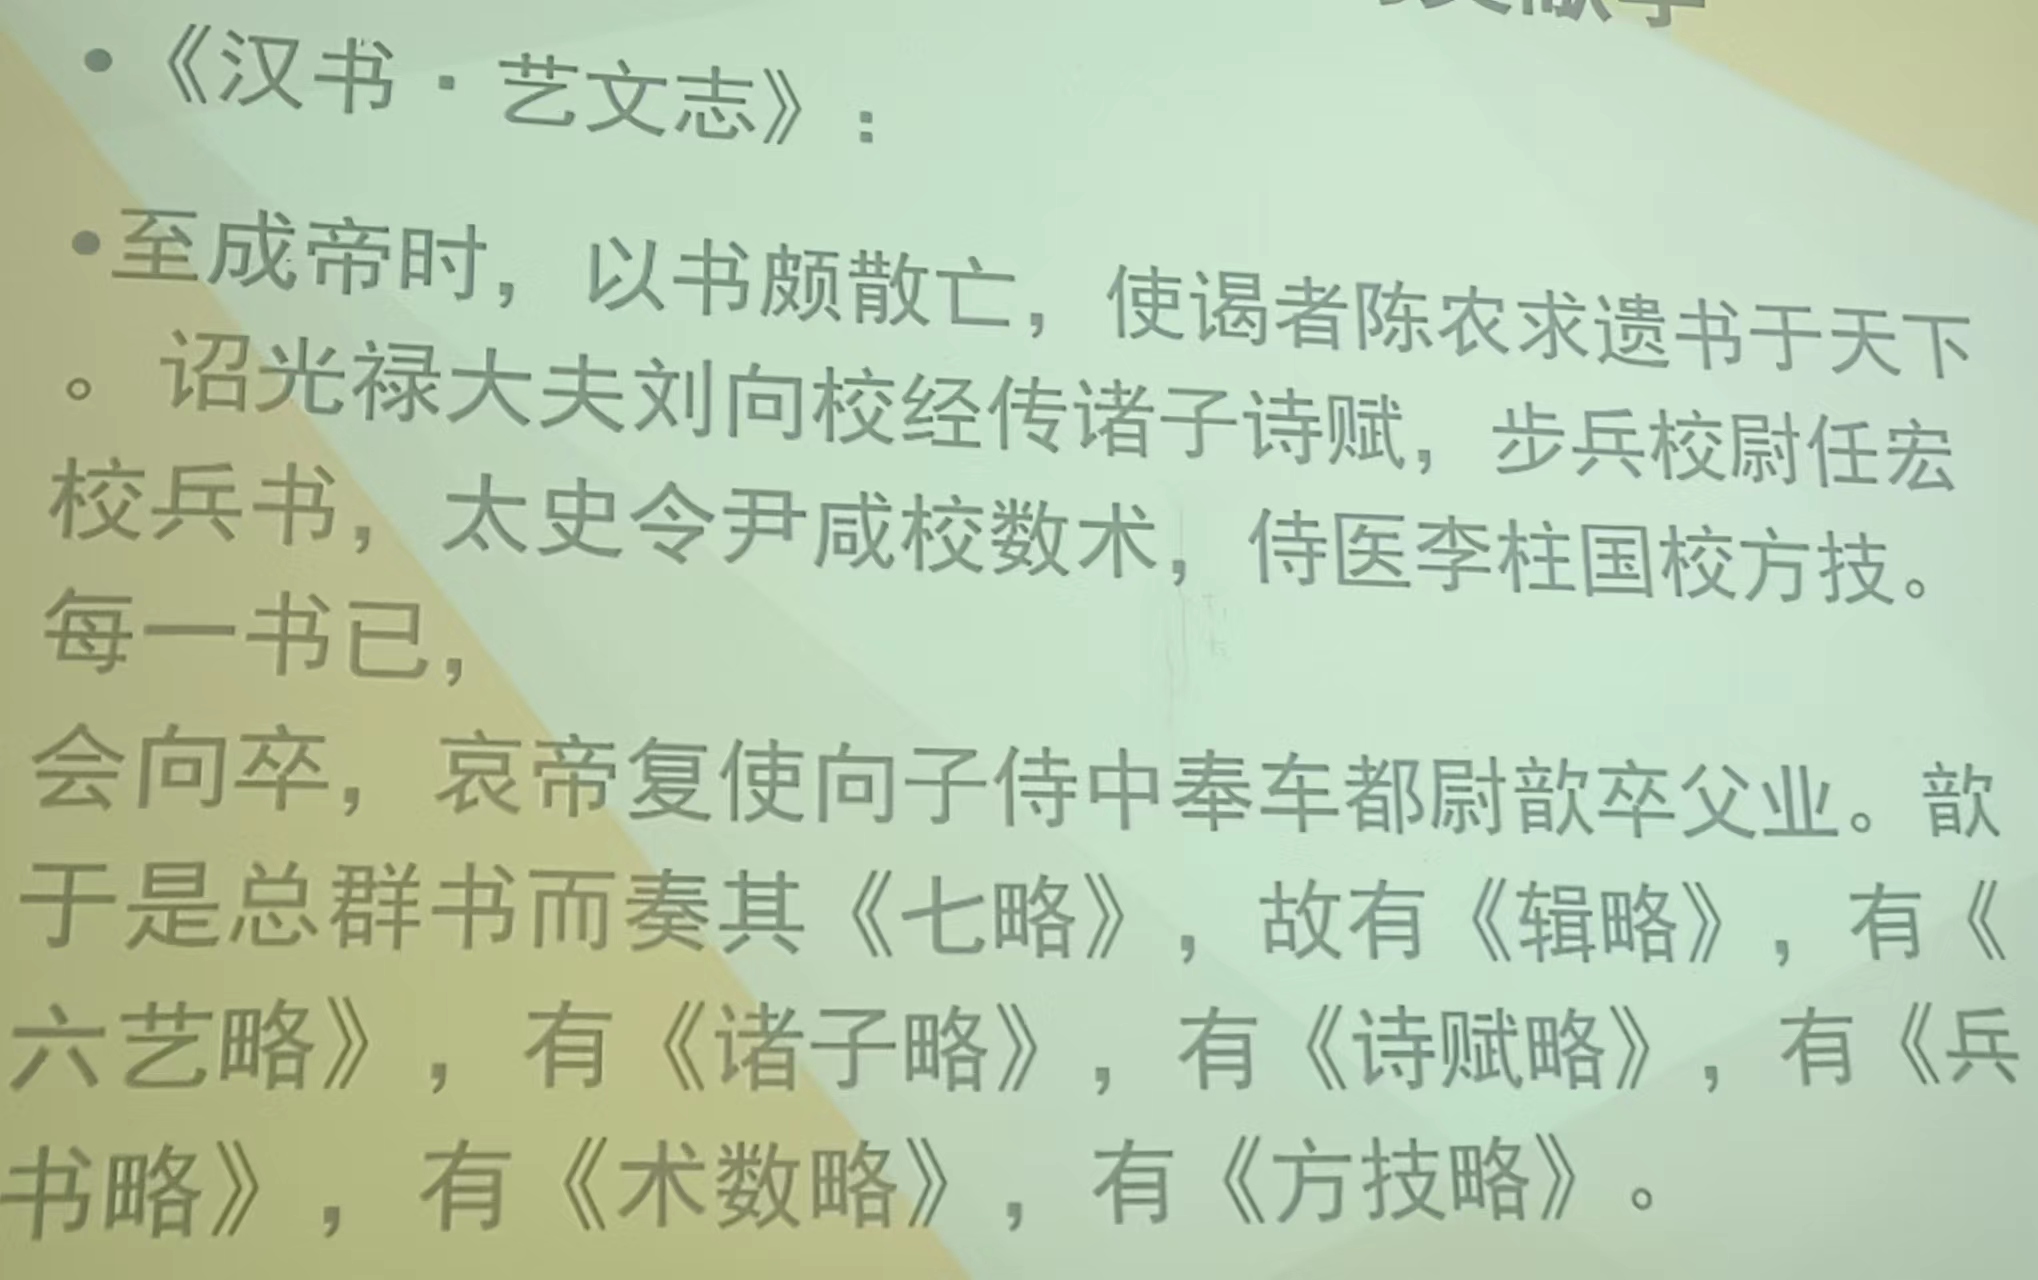 文献学
•《汉书·艺文志》:
•至成帝时，以书颇散亡，使谒者陈农求遗书于天下
。诏光禄大夫刘向校经传诸子诗赋，步兵校尉任宏
校兵书，太史令尹咸校数术，侍医李柱国校方技。
每一书已，
会向卒，哀帝复使向子侍中奉车都尉歆卒父业。歆
于是总群书而奏其《七略》，故有《辑略》，有《
六艺略》，有《诸子略》，有《诗赋略》，有《兵
书略》，有《术数略》，有《方技略》。